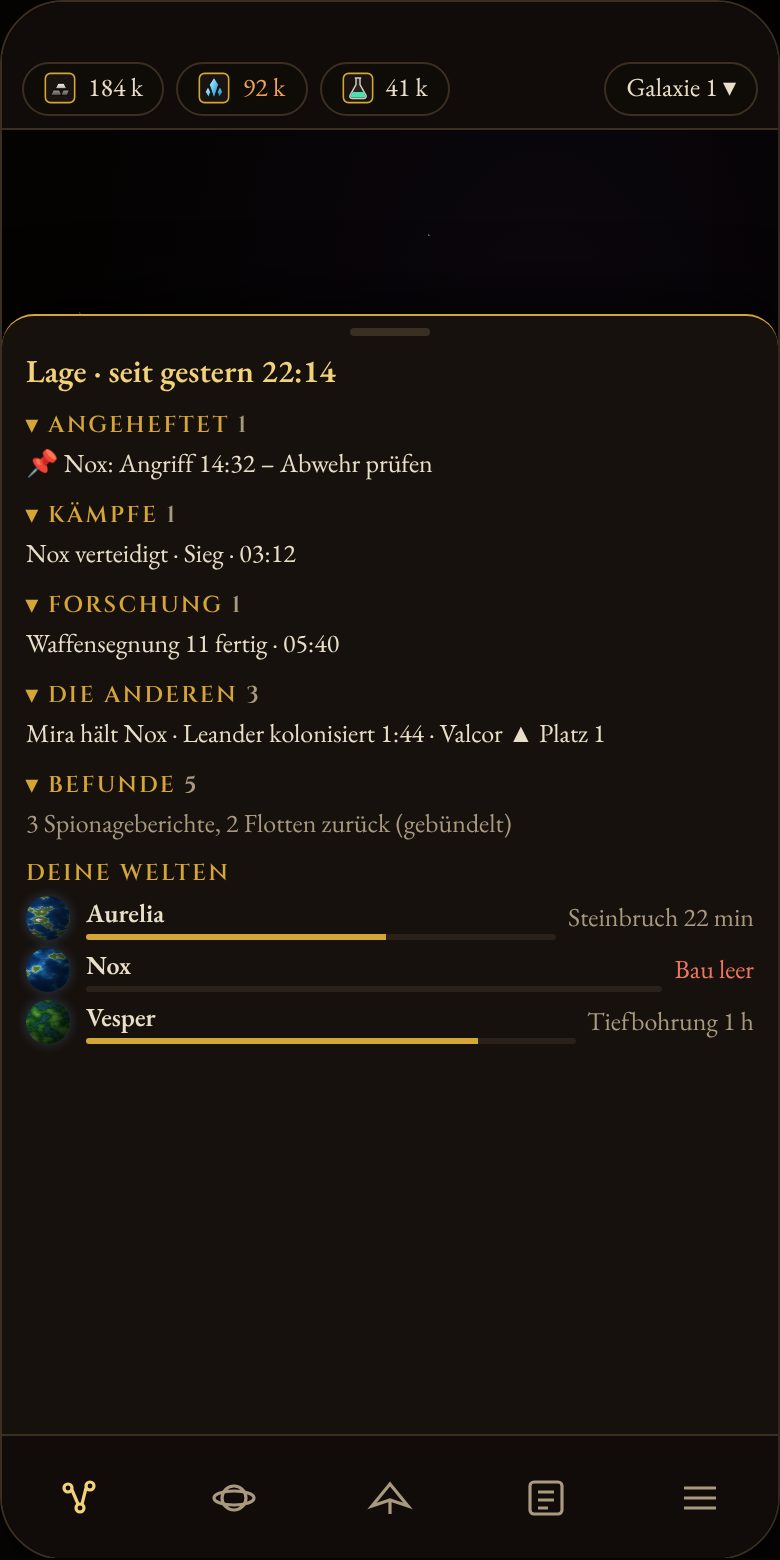 184 k 92 k 41 k Galaxie 1 ▼
Lage · seit gestern 22:14
▼ ANGEHEFTET 1
📌 Nox: Angriff 14:32 – Abwehr prüfen
▼ KÄMPFE 1
Nox verteidigt · Sieg · 03:12
▼ FORSCHUNG 1
Waffensegnung 11 fertig · 05:40
▼ DIE ANDEREN 3
Mira hält Nox · Leander kolonisiert 1:44 · Valcor ▲ Platz 1
▼ BEFUNDE 5
3 Spionageberichte, 2 Flotten zurück (gebündelt)
DEINE WELTEN
Aurelia Steinbruch 22 min
Nox Bau leer
Vesper Tiefbohrung 1 h